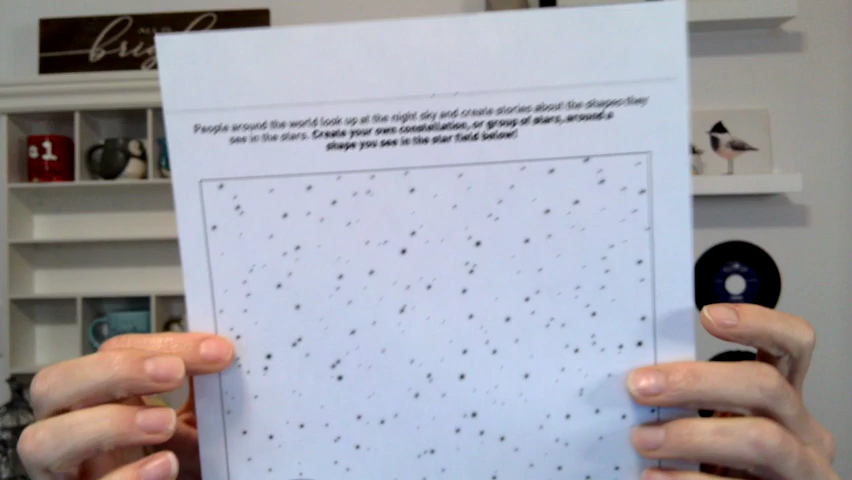 brig
People around the world look up at the night sky and create stories about the shapes they
see in the stars. Create your own constellation, or group of stars, around a
shape you see in the star field below!
1